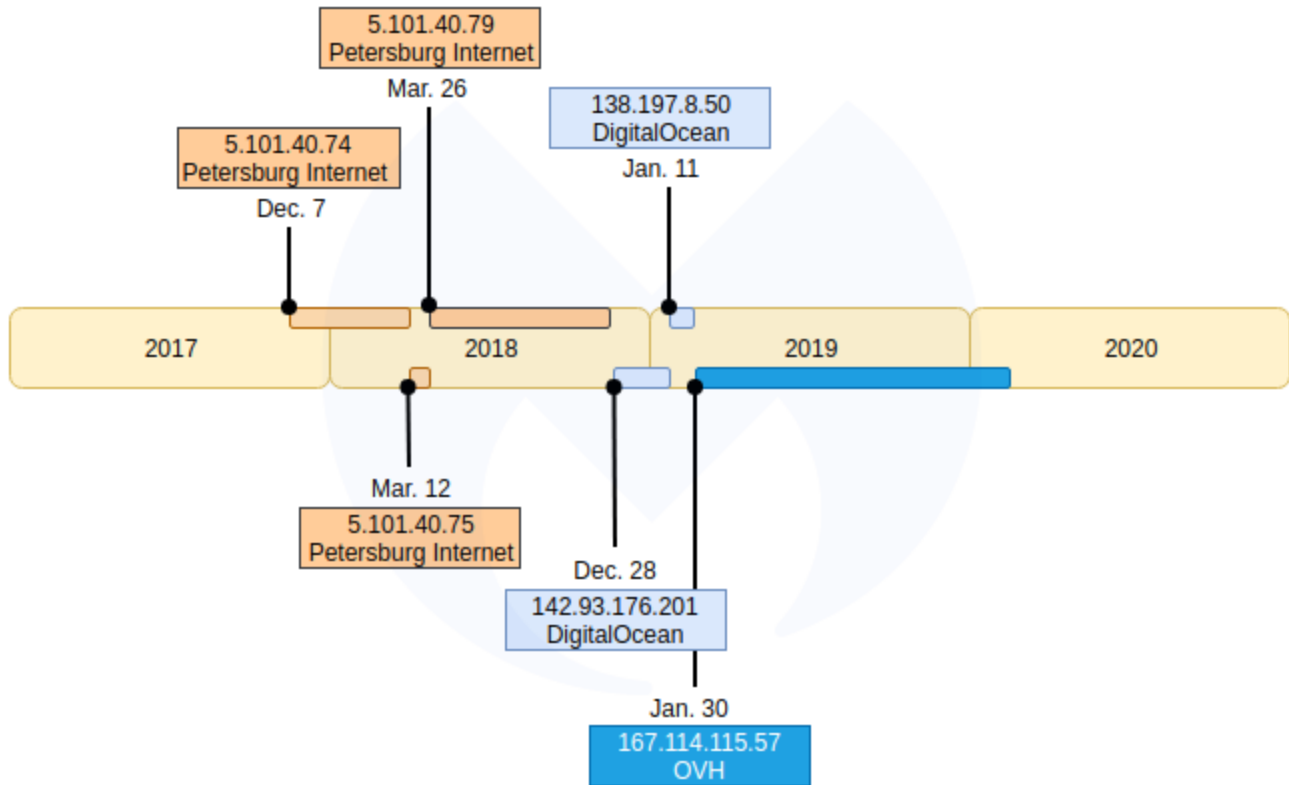 5.101.40.79
Petersburg Internet
Mar. 26
138.197.8.50
DigitalOcean
Jan. 11
5.101.40.74
Petersburg Internet
Dec. 7
2017
2018
2019
2020
Mar. 12
5.101.40.75
Petersburg Internet
Dec. 28
142.93.176.201
DigitalOcean
Jan. 30
167.114.115.57
OVH